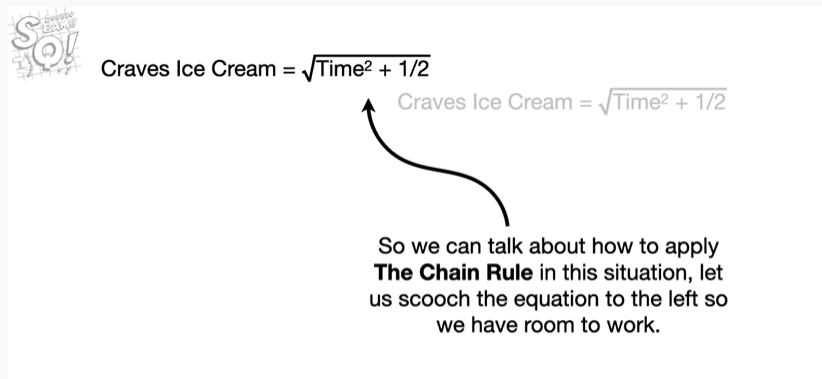 Craves Ice Cream = √Time² + 1/2
Craves Ice Cream = √Time² + 1/2
So we can talk about how to apply
The Chain Rule in this situation, let
us scooch the equation to the left so
we have room to work.